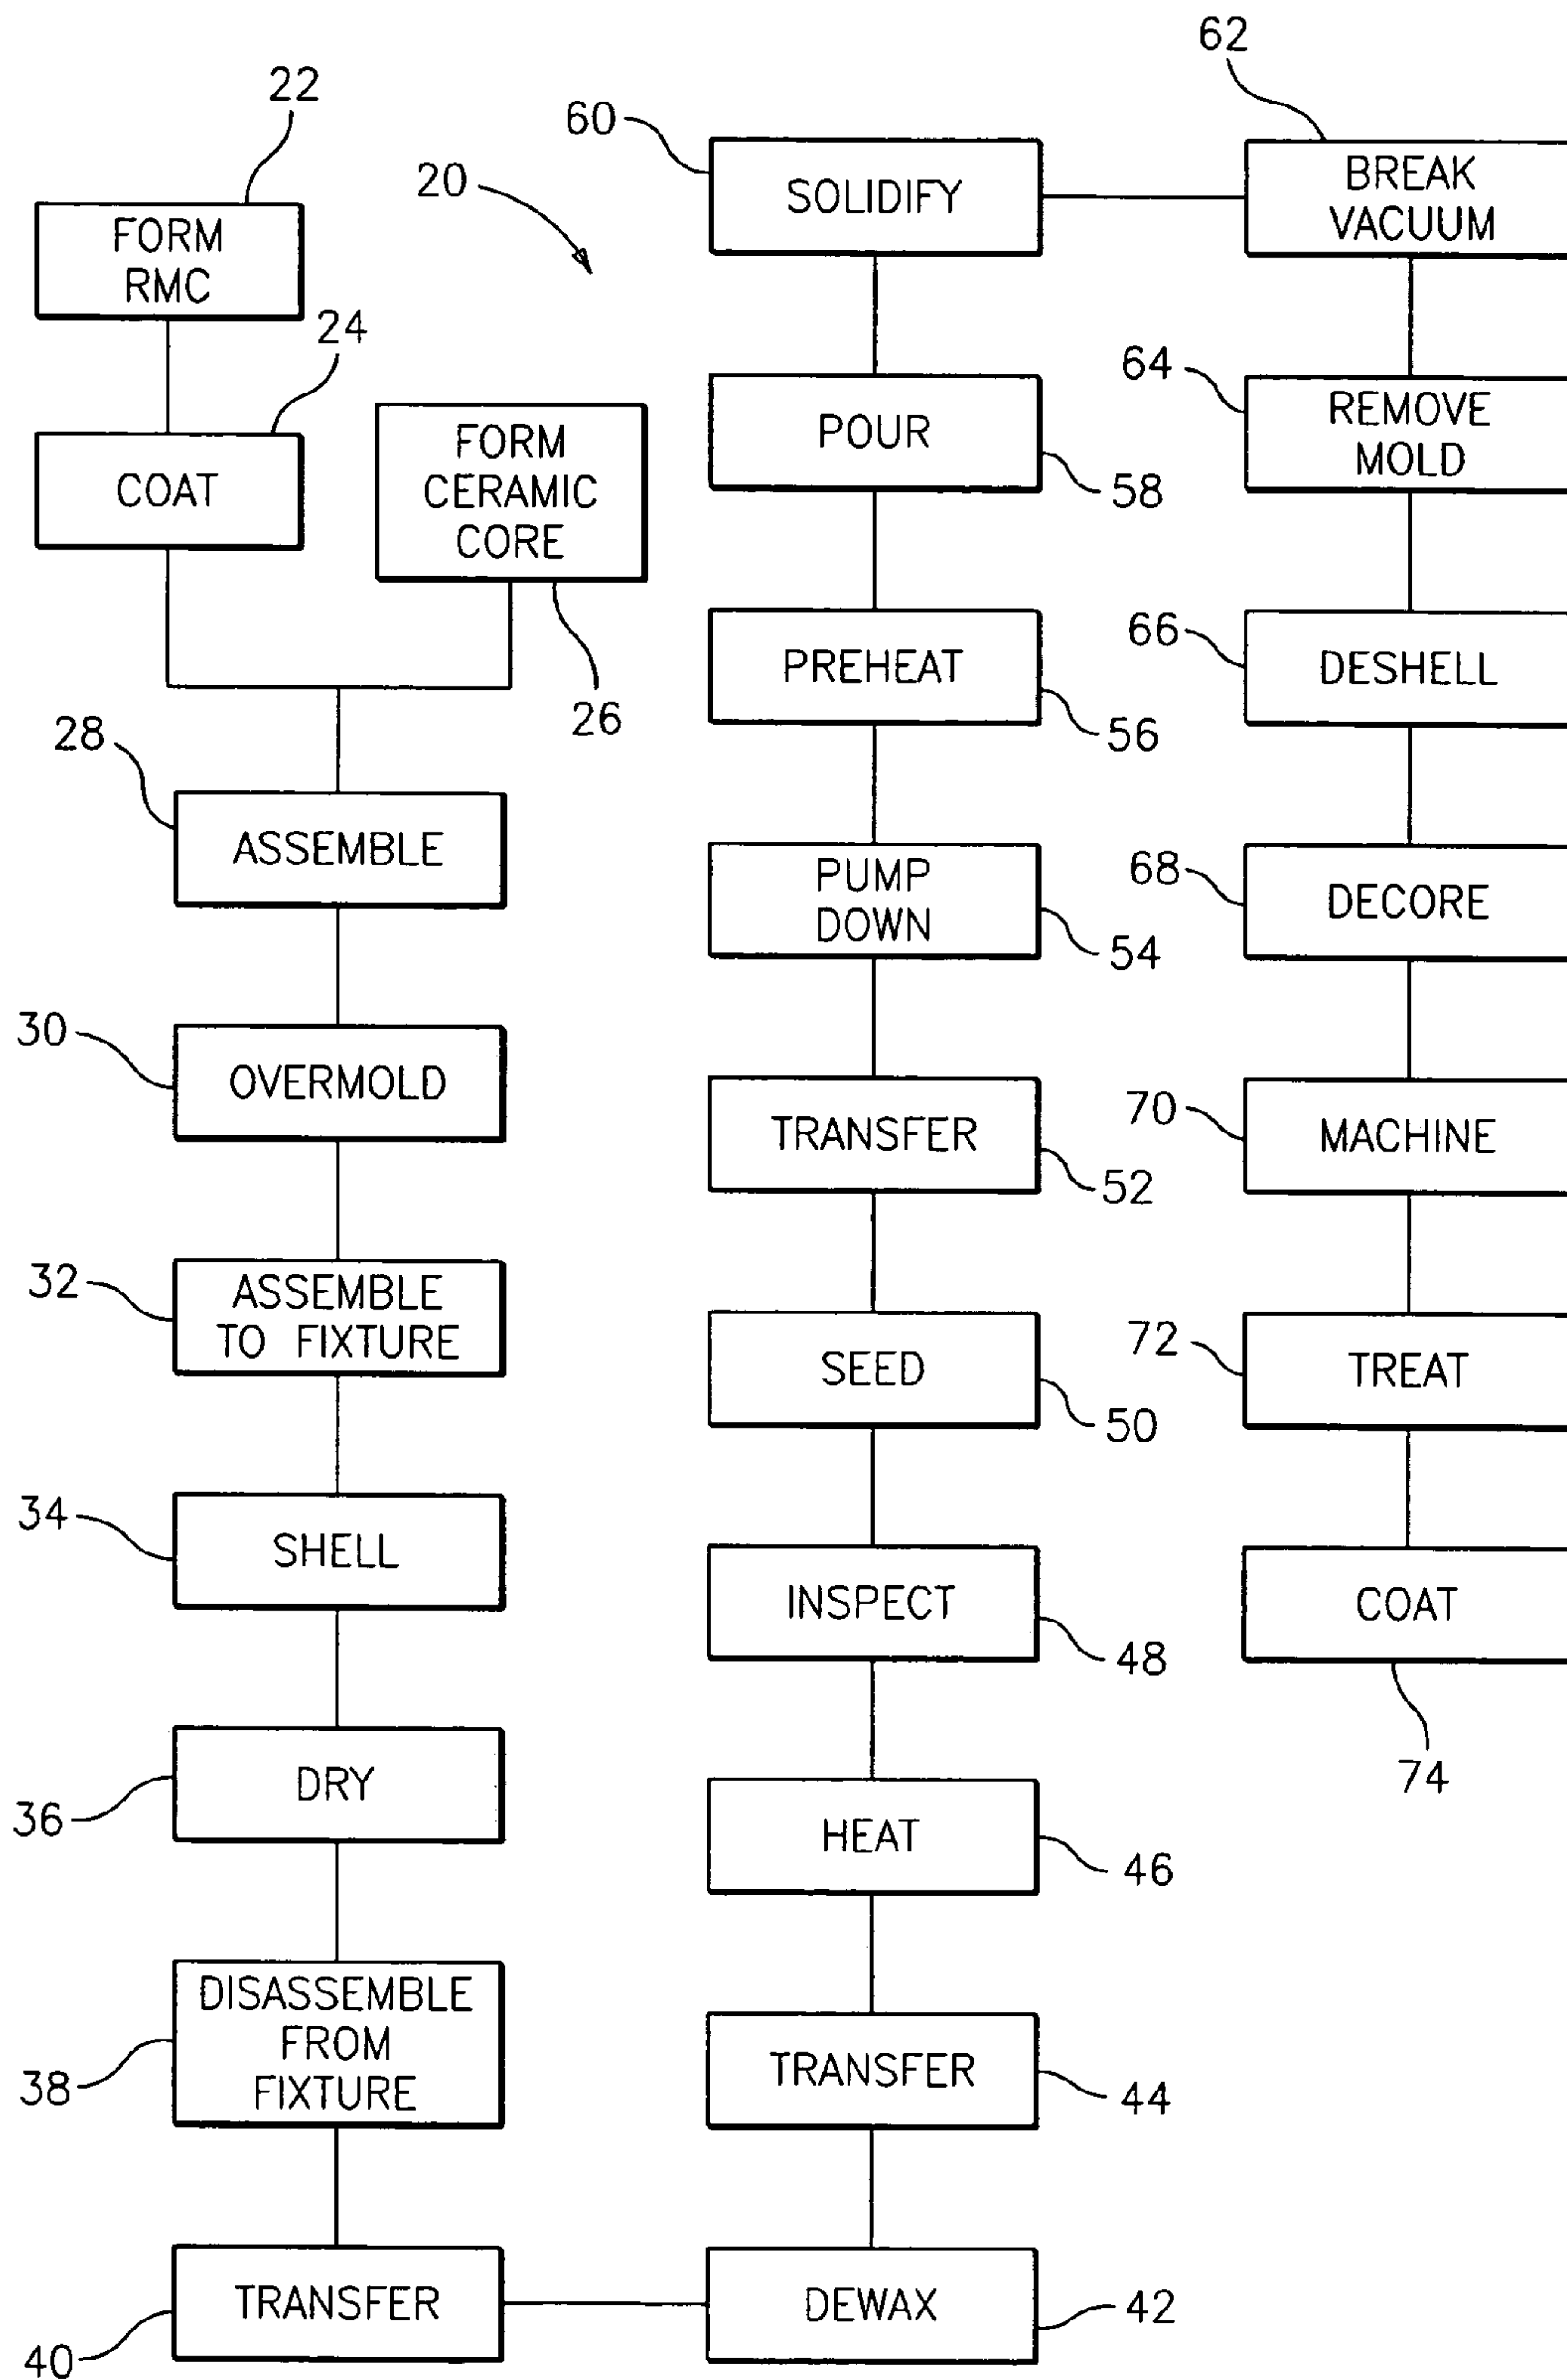 22
FORM
RMC
24
COAT
20
FORM
CERAMIC
CORE
26
28
ASSEMBLE
30
OVERMOLD
32
ASSEMBLE
TO FIXTURE
34
SHELL
36
DRY
38
DISASSEMBLE
FROM
FIXTURE
40
TRANSFER
DEWAX
42
TRANSFER
44
HEAT
46
INSPECT
48
SEED
50
TRANSFER
52
PUMP
DOWN
54
PREHEAT
56
POUR
58
60
SOLIDIFY
62
BREAK
VACUUM
64
REMOVE
MOLD
66
DESHELL
68
DECORE
70
MACHINE
72
TREAT
COAT
74